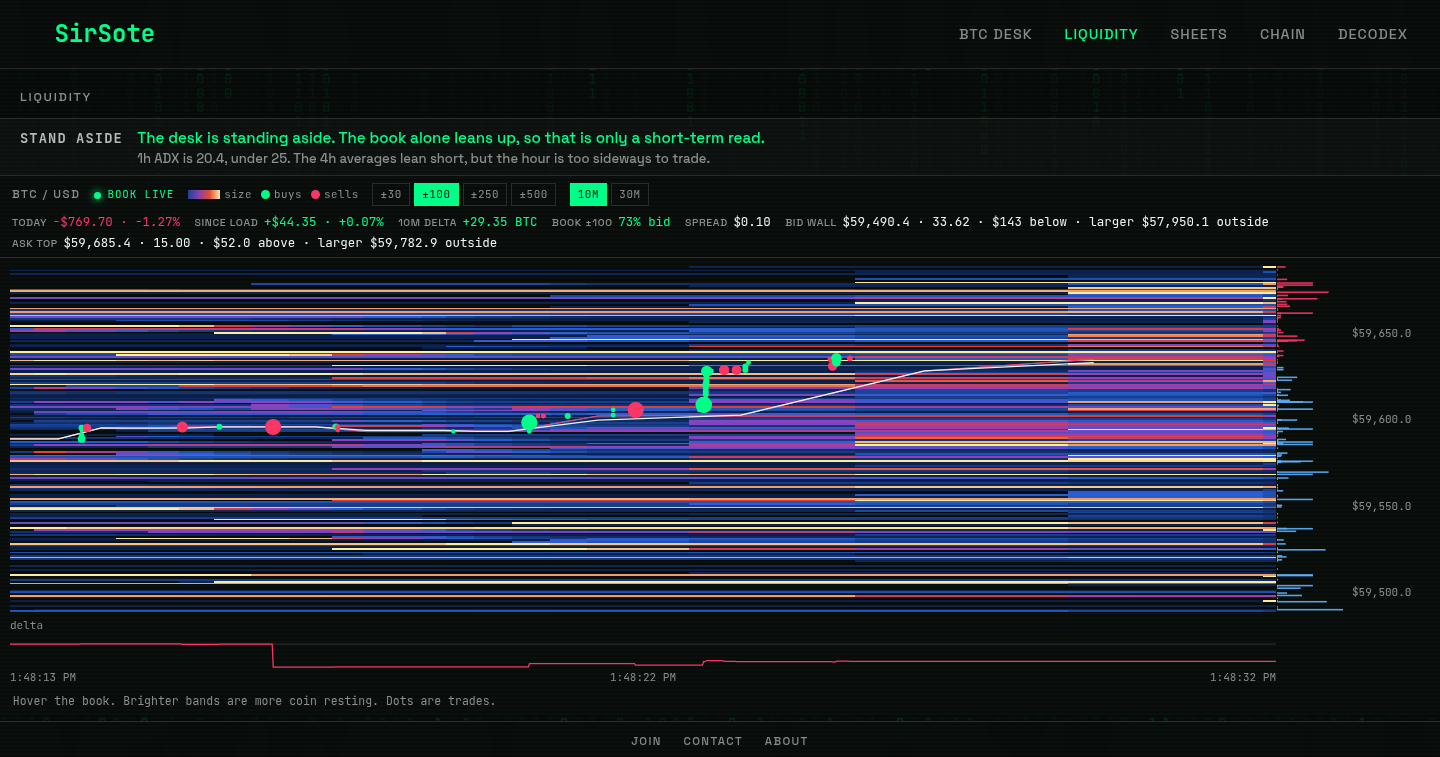 SirSote
BTC DESK LIQUIDITY SHEETS CHAIN DECODEX
LIQUIDITY
STAND ASIDE The desk is standing aside. The book alone leans up, so that is only a short-term read.
1h ADX is 20.4, under 25. The 4h averages lean short, but the hour is too sideways to trade.
BTC / USD BOOK LIVE size buys sells ±30 ±100 ±250 ±500 10M 30M
TODAY -$769.70 · -1.27% SINCE LOAD +$44.35 · +0.07% 10M DELTA +29.35 BTC BOOK ±100 73% bid SPREAD $0.10 BID WALL $59,490.4 · 33.62 · $143 below · larger $57,950.1 outside
ASK TOP $59,685.4 · 15.00 · $52.0 above · larger $59,782.9 outside
$59,650.0
$59,600.0
$59,550.0
$59,500.0
delta
1:48:13 PM 1:48:22 PM 1:48:32 PM
Hover the book. Brighter bands are more coin resting. Dots are trades.
JOIN CONTACT ABOUT